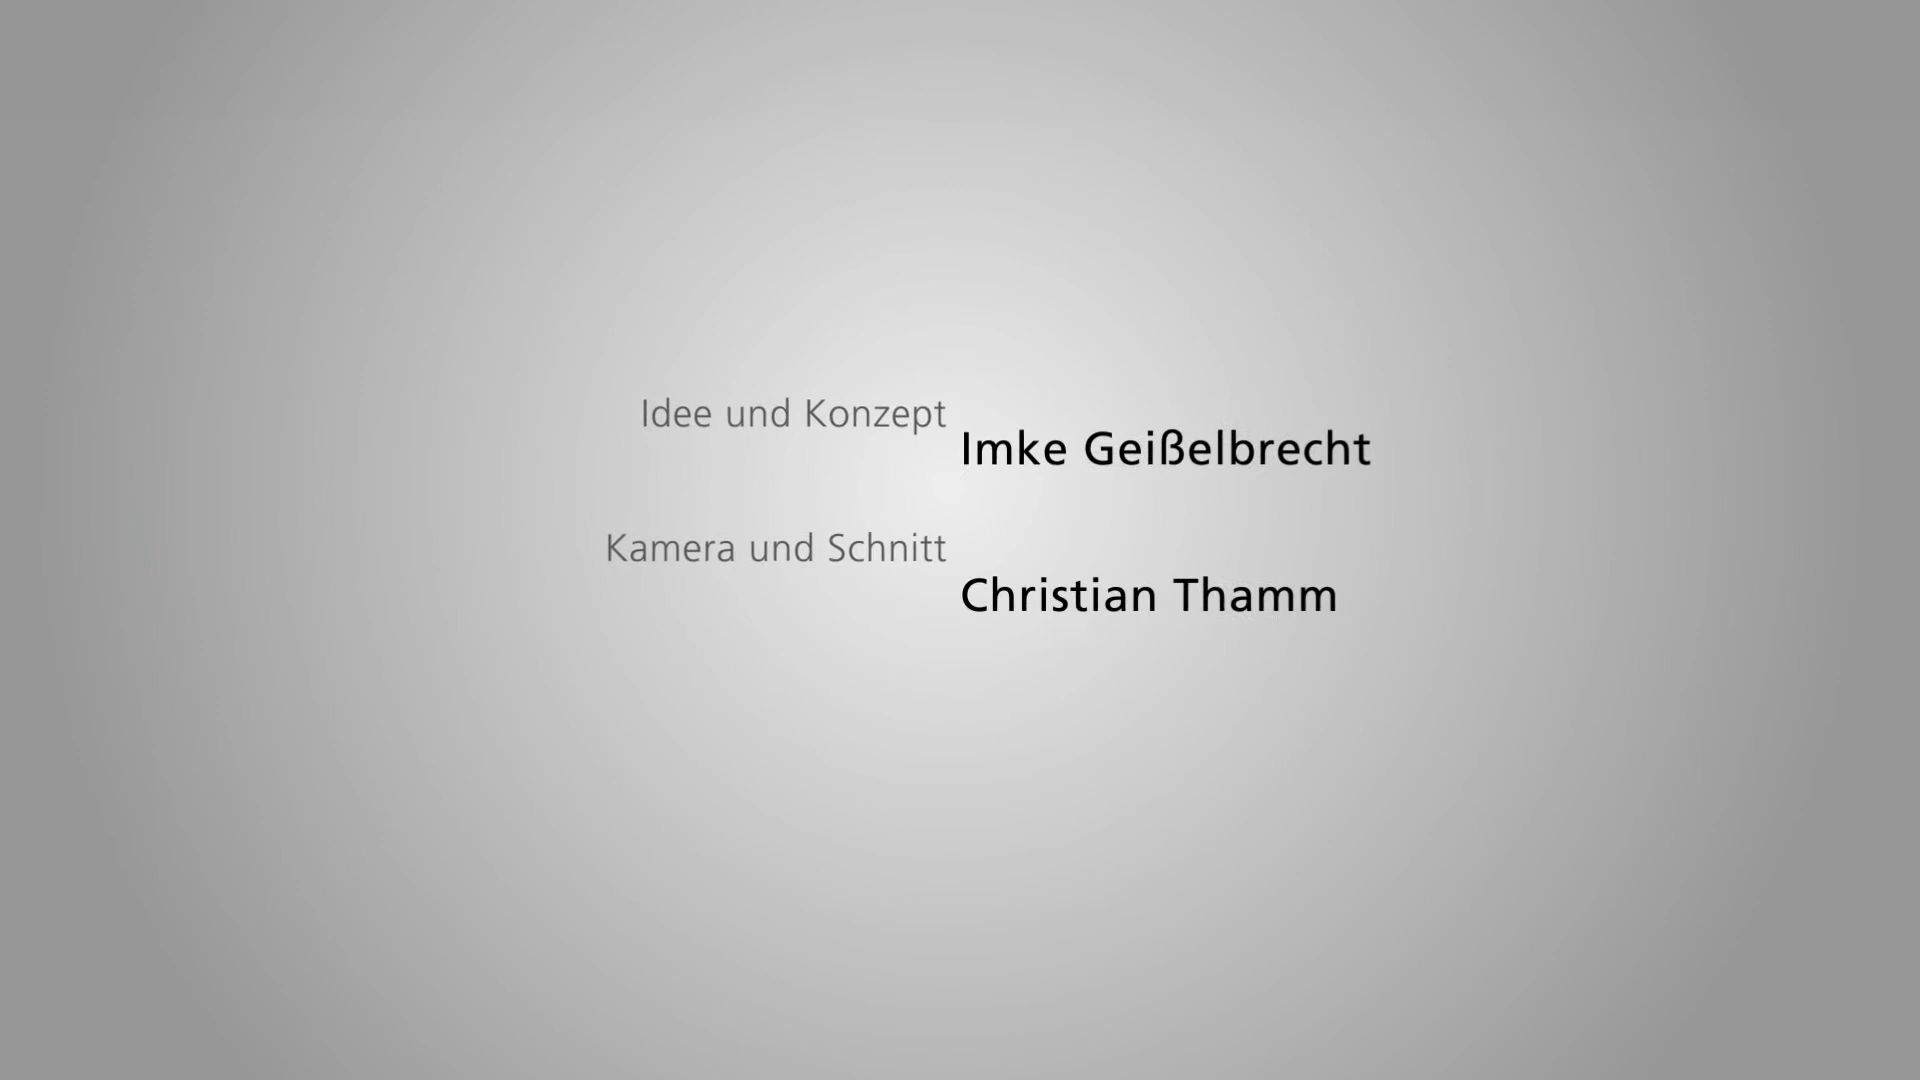 Idee und Konzept
Imke Geißelbrecht
Kamera und Schnitt
Christian Thamm